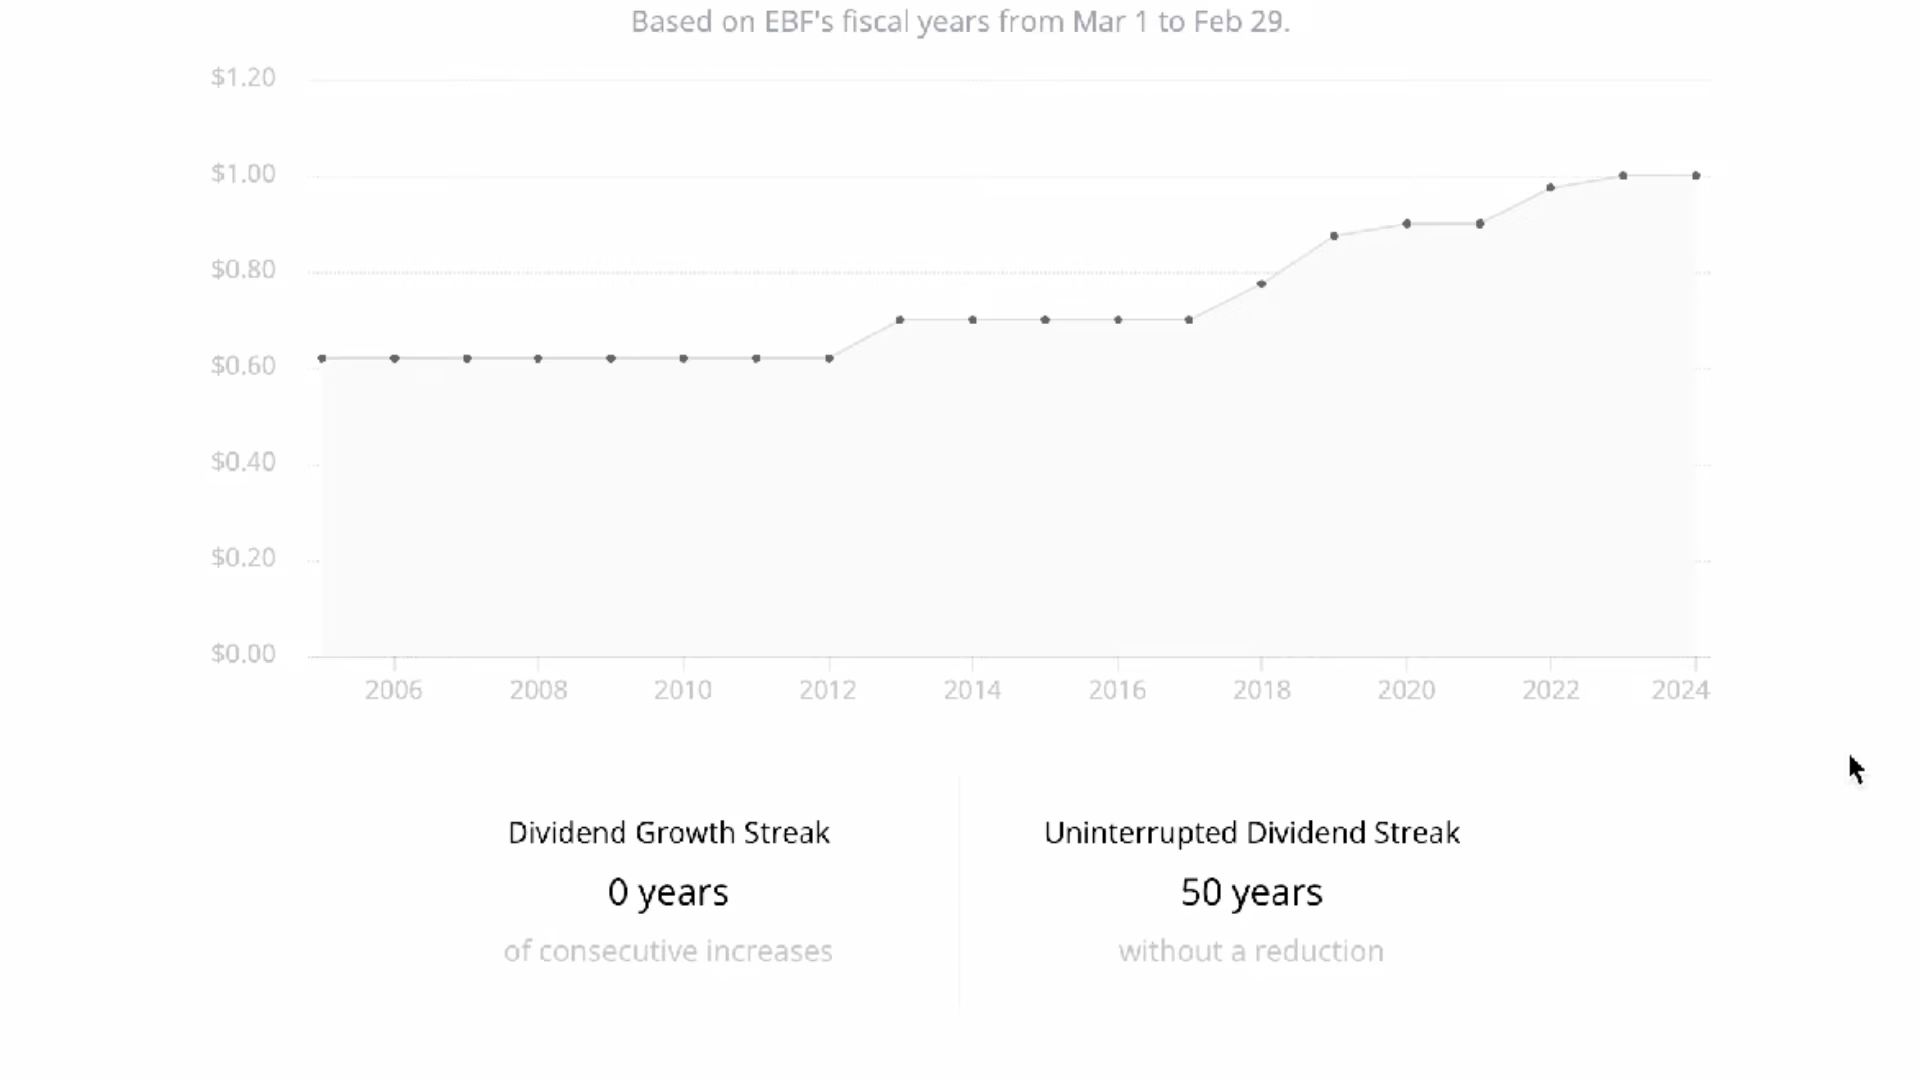 Based on EBF's fiscal years from Mar 1 to Feb 29.
$1.20
$1.00
$0.80
$0.60
$0.40
$0.20
$0.00
2006 2008 2010 2012 2014 2016 2018 2020 2022 2024
Dividend Growth Streak
0 years
of consecutive increases
Uninterrupted Dividend Streak
50 years
without a reduction